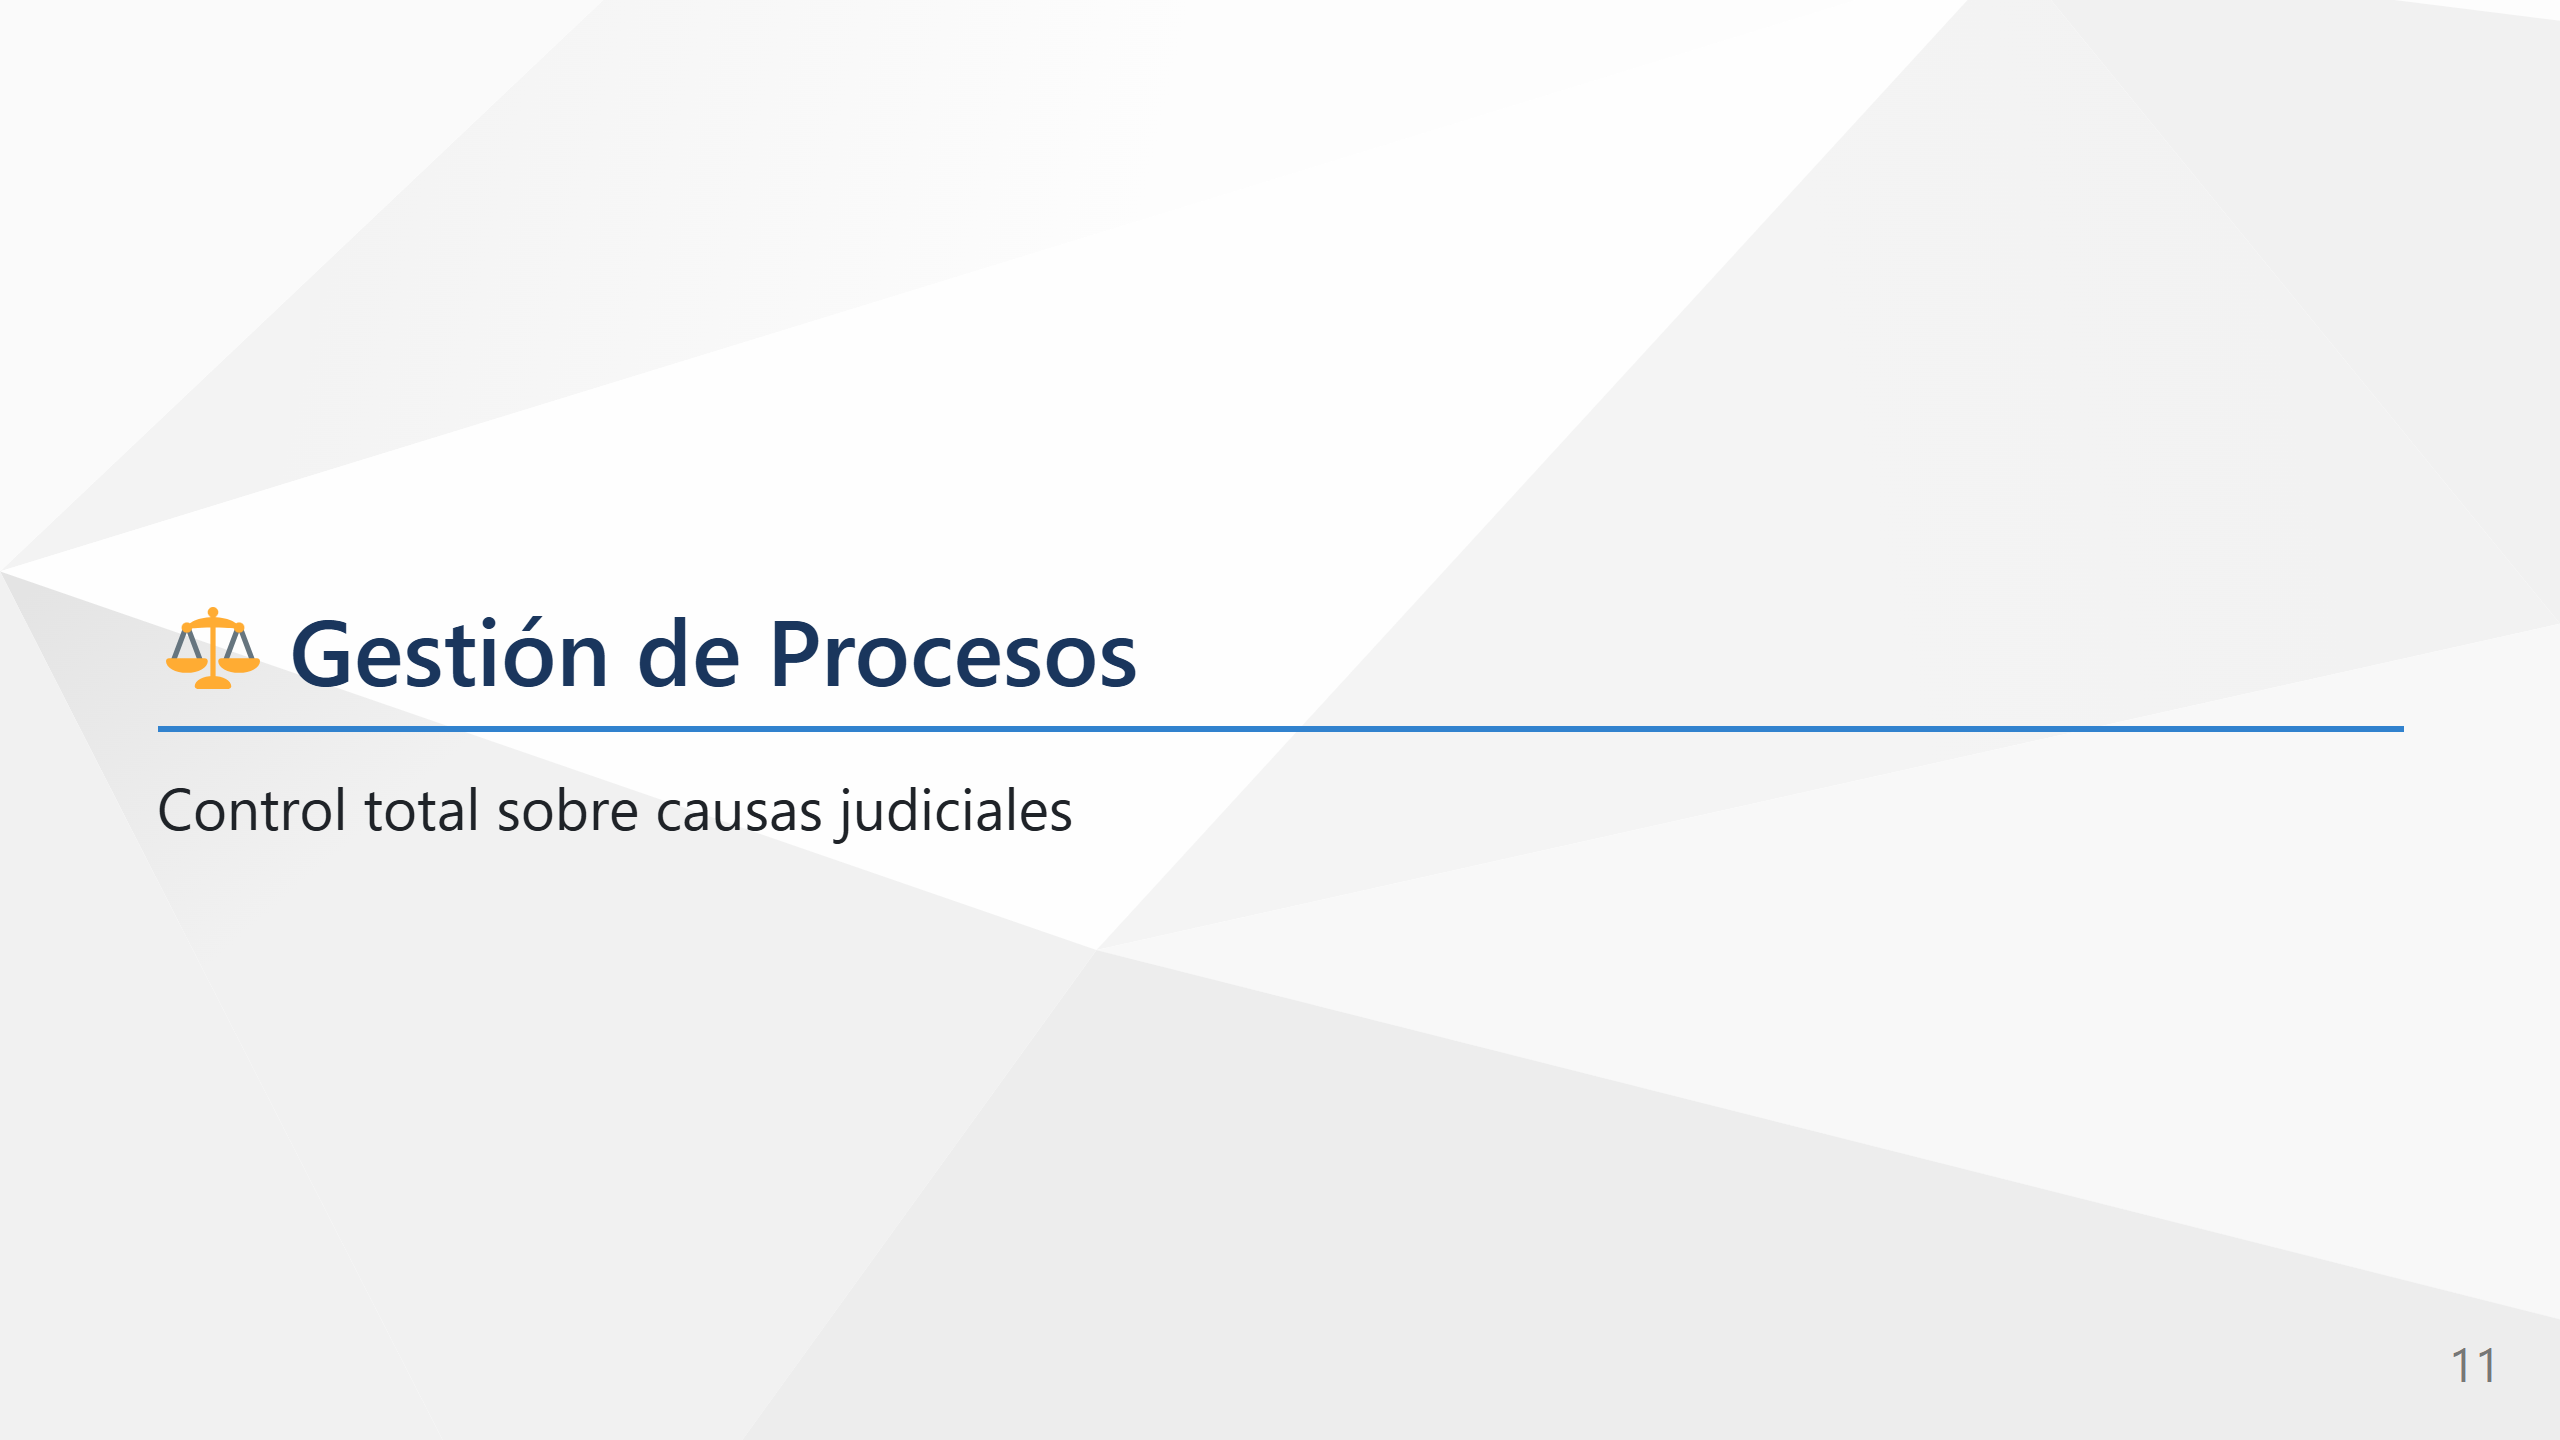 Gestión de Procesos
Control total sobre causas judiciales
11